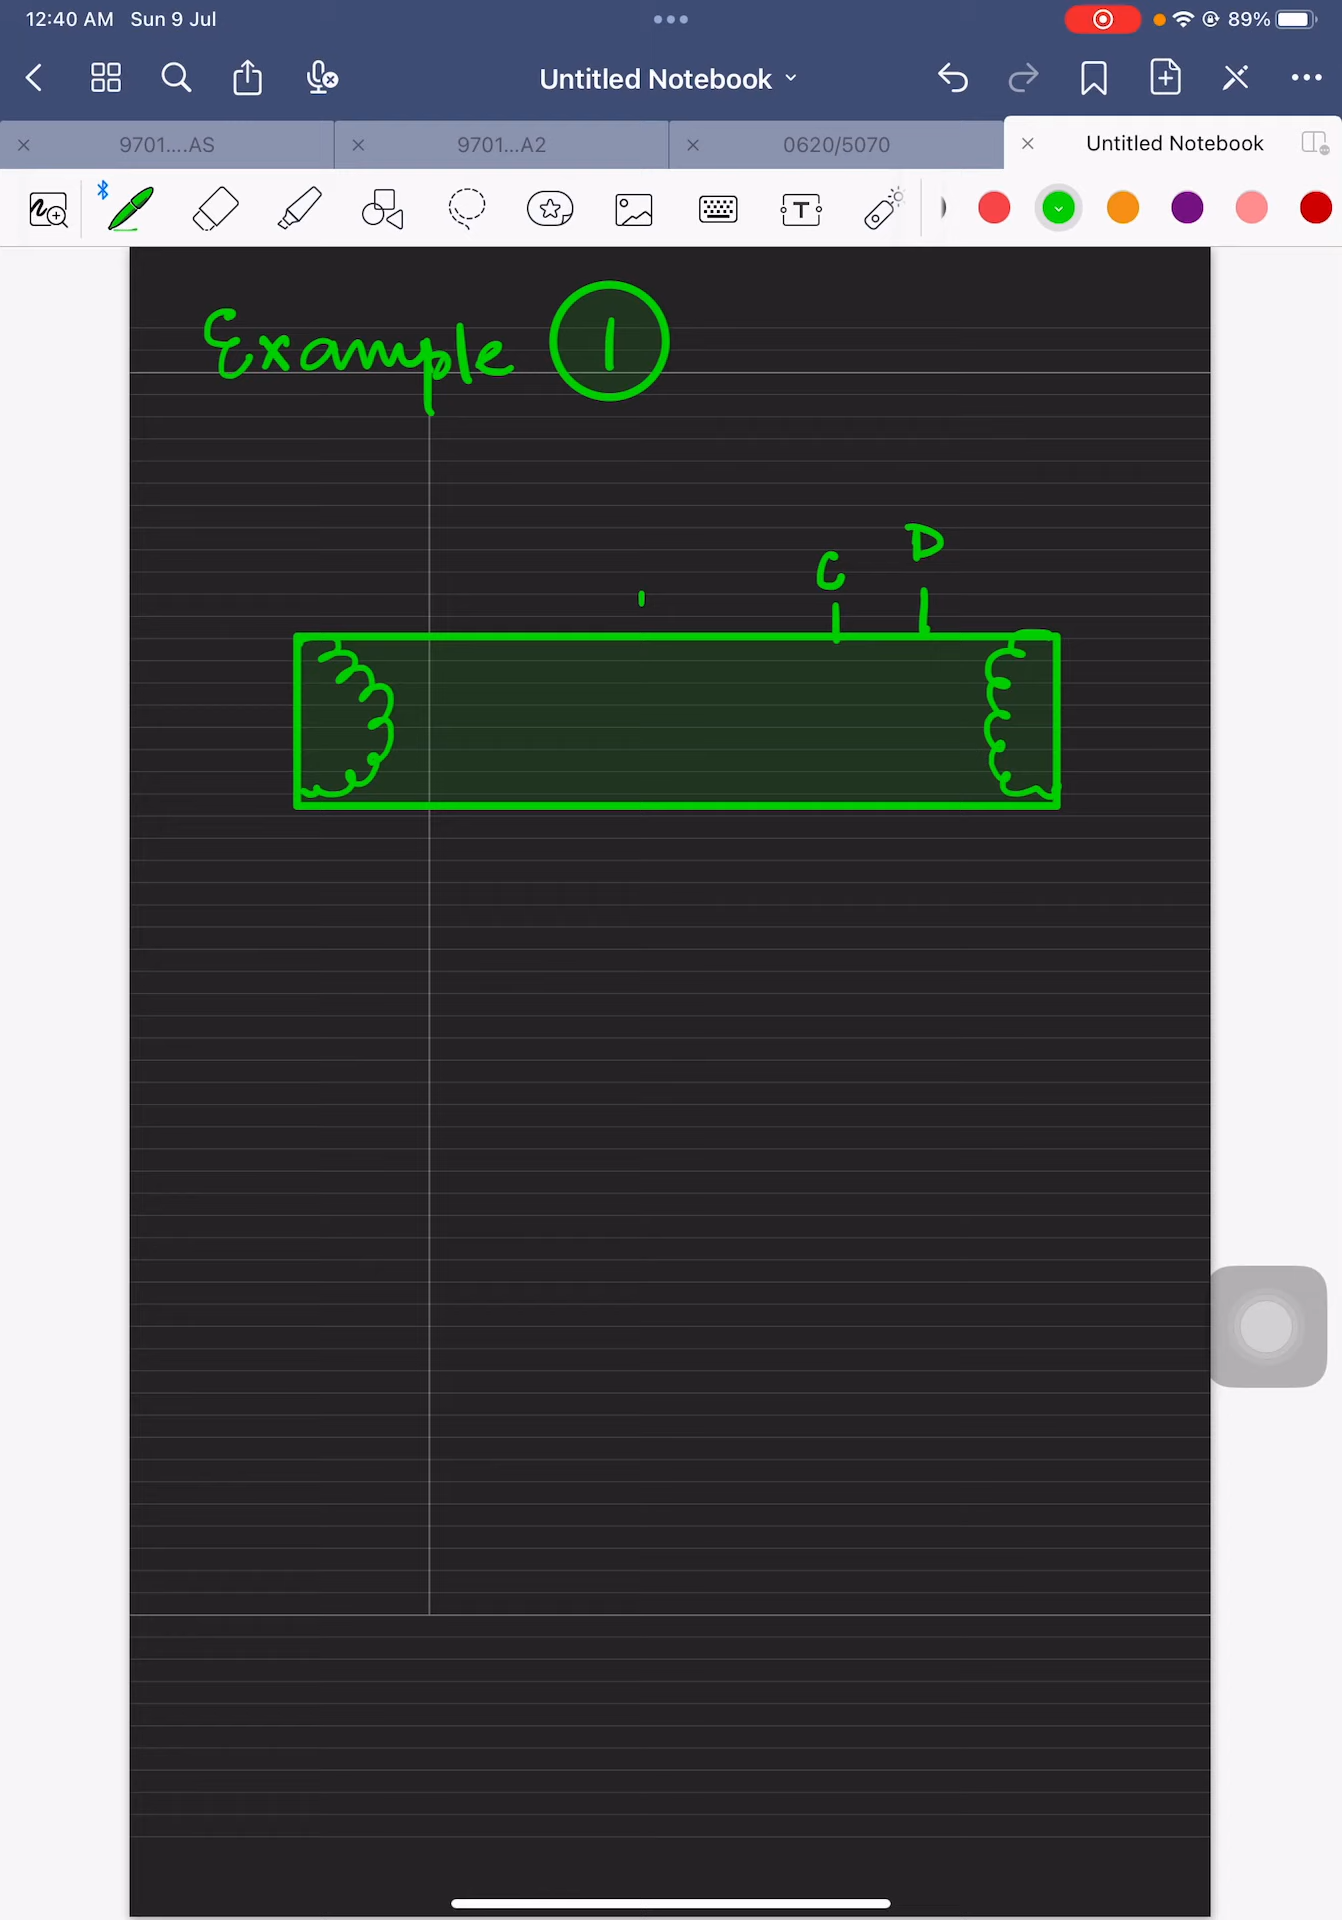 12:40 AM Sun 9 Jul
89%
Untitled Notebook
9701....AS
9701...A2
0620/5070
Untitled Notebook
T
Example 1
D
C